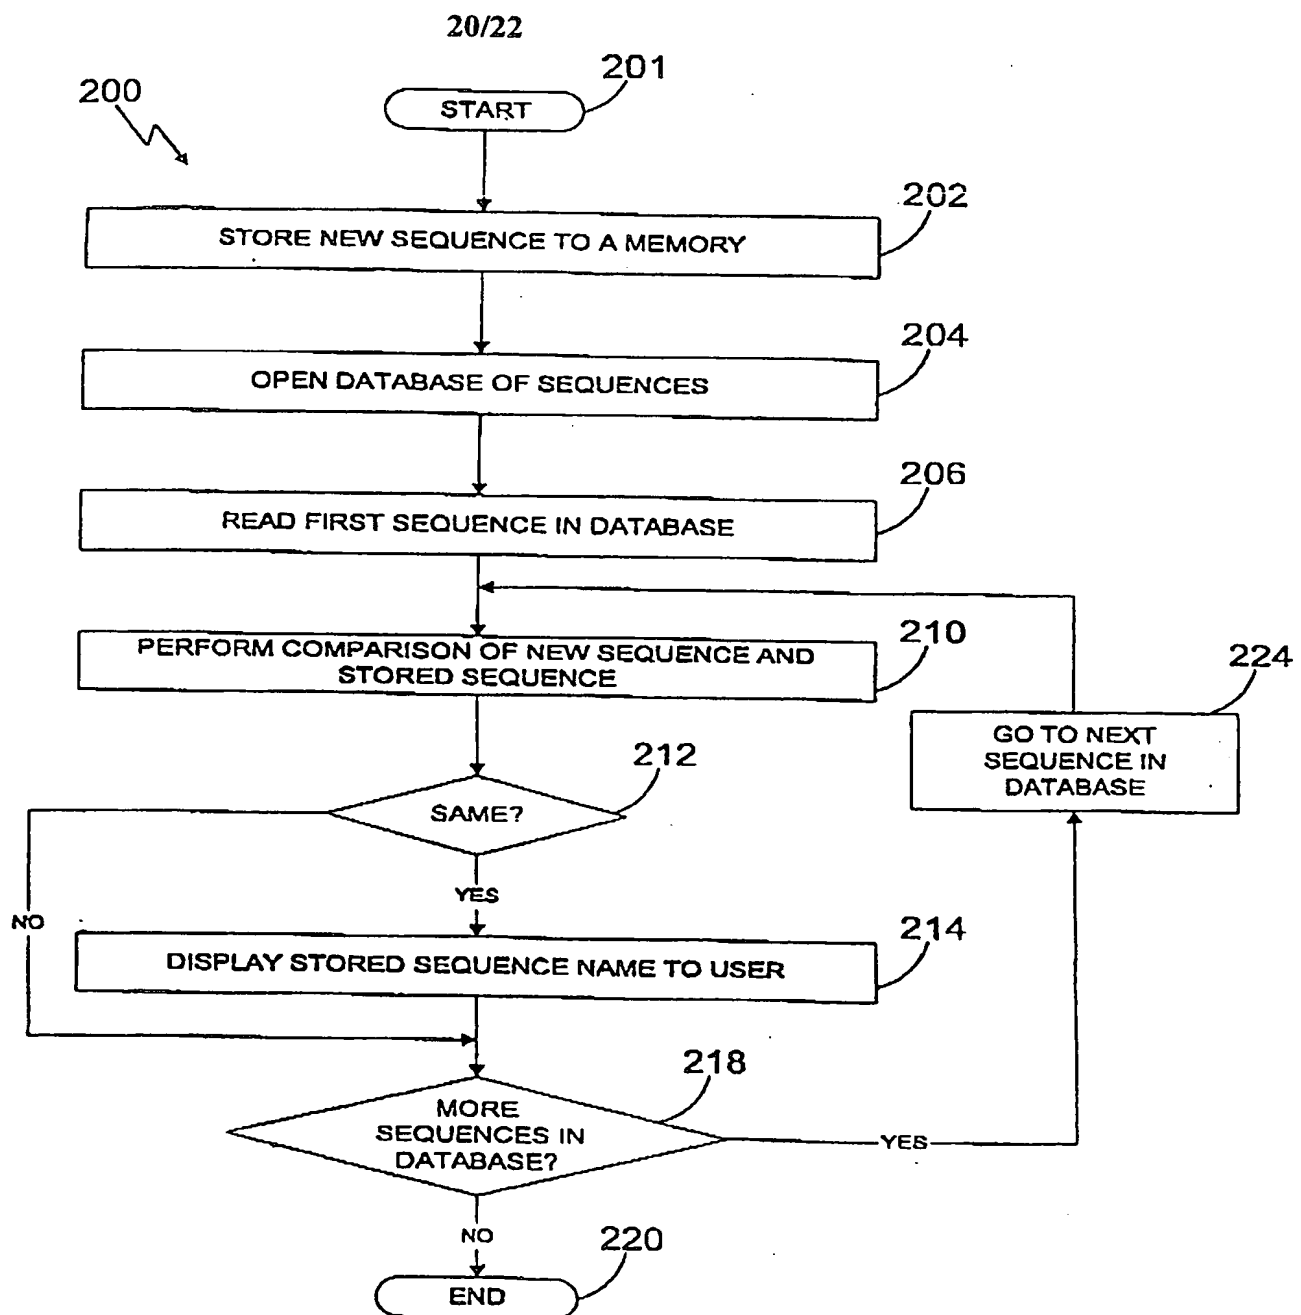 20/22
200
201
START
202
STORE NEW SEQUENCE TO A MEMORY
204
OPEN DATABASE OF SEQUENCES
206
READ FIRST SEQUENCE IN DATABASE
210
PERFORM COMPARISON OF NEW SEQUENCE AND
STORED SEQUENCE
224
GO TO NEXT
SEQUENCE IN
DATABASE
212
SAME?
YES
NO
214
DISPLAY STORED SEQUENCE NAME TO USER
218
MORE
SEQUENCES IN
DATABASE?
YES
NO
220
END